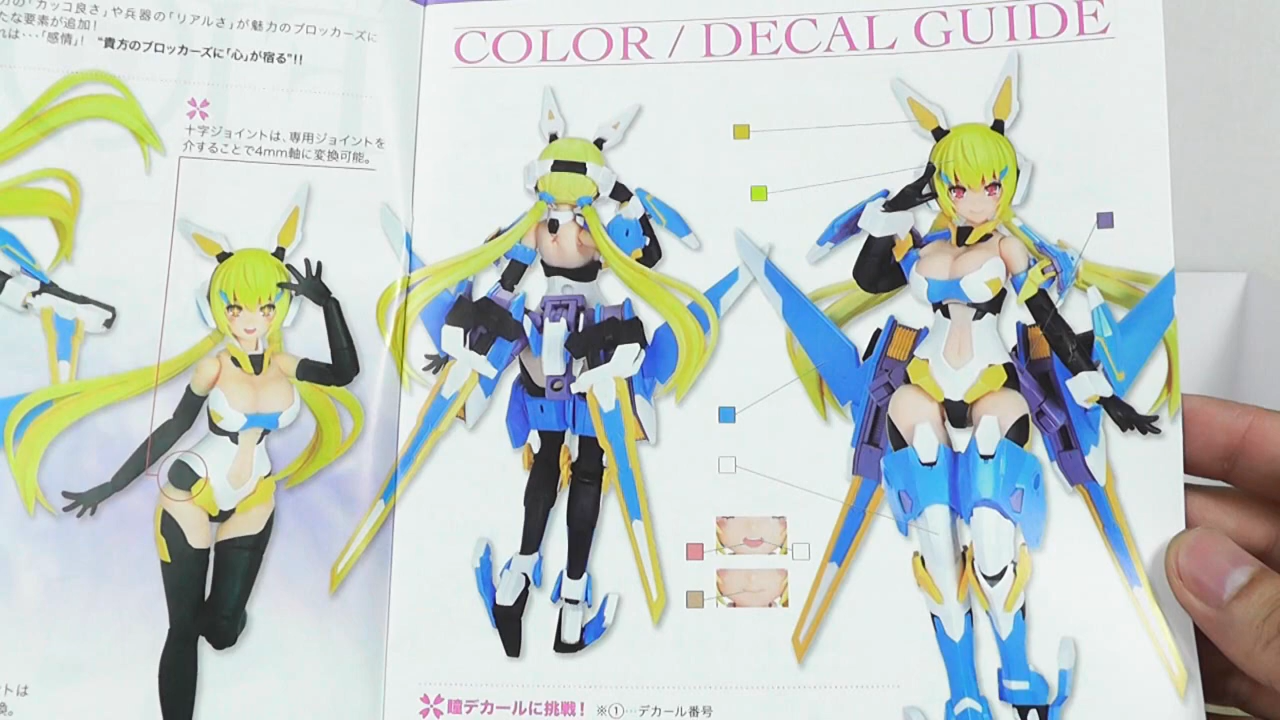 カッコ良さ」や兵器の「リアルさ」が魅力のブロッカーズに
たな要素が追加!
れは・・・「感情」! "貴方のブロッカーズに「心」が宿る"!!
十字ジョイントは、専用ジョイントを
介することで4mm軸に変換可能。
COLOR / DECAL GUIDE
瞳デカールに挑戦! ※①…デカール番号
ントは
換。